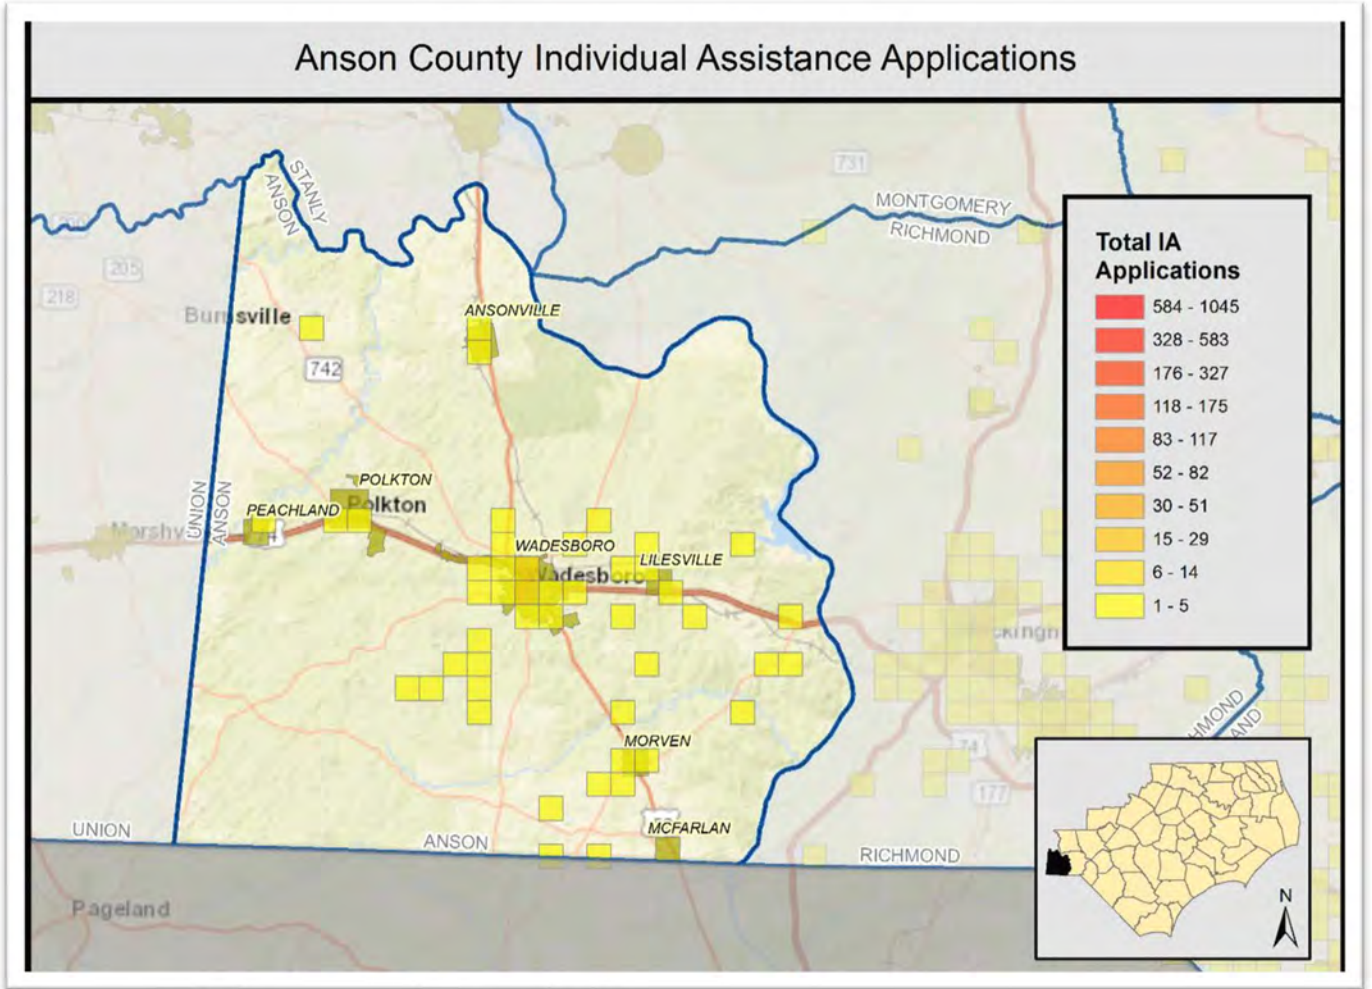 Anson County Individual Assistance Applications
731
STANLY
ANSON
MONTGOMERY
RICHMOND
205
218
Total IA
Applications
584 - 1045
328 - 583
176 - 327
118 - 175
83 - 117
52 - 82
30 - 51
15 - 29
6 - 14
1 - 5
ANSONVILLE
Burnsville
742
POLKTON
Polkton
PEACHLAND
UNION
ANSON
WADESBORO
LILESVILLE
Wadesboro
MORVEN
74
177
MCFARLAN
UNION
ANSON
RICHMOND
Pageland
N